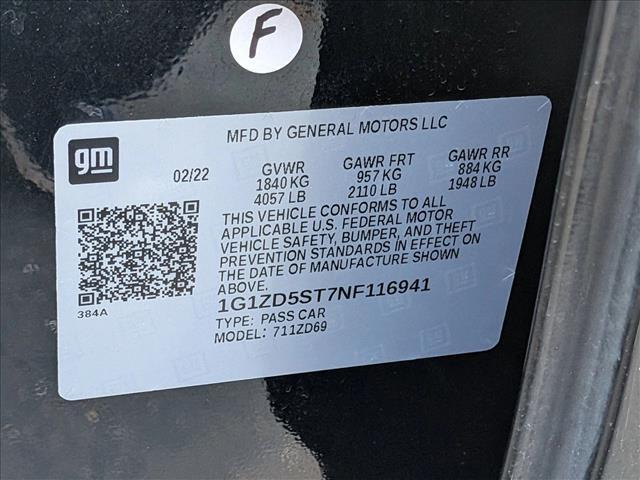 F
MFD BY GENERAL MOTORS LLC
gm
02/22 GVWR GAWR FRT GAWR RR
1840 KG 957 KG 884 KG
4057 LB 2110 LB 1948 LB
THIS VEHICLE CONFORMS TO ALL
APPLICABLE U.S. FEDERAL MOTOR
VEHICLE SAFETY, BUMPER, AND THEFT
PREVENTION STANDARDS IN EFFECT ON
THE DATE OF MANUFACTURE SHOWN
ABOVE.
384A
1G1ZD5ST7NF116941
TYPE: PASS CAR
MODEL: 711ZD69